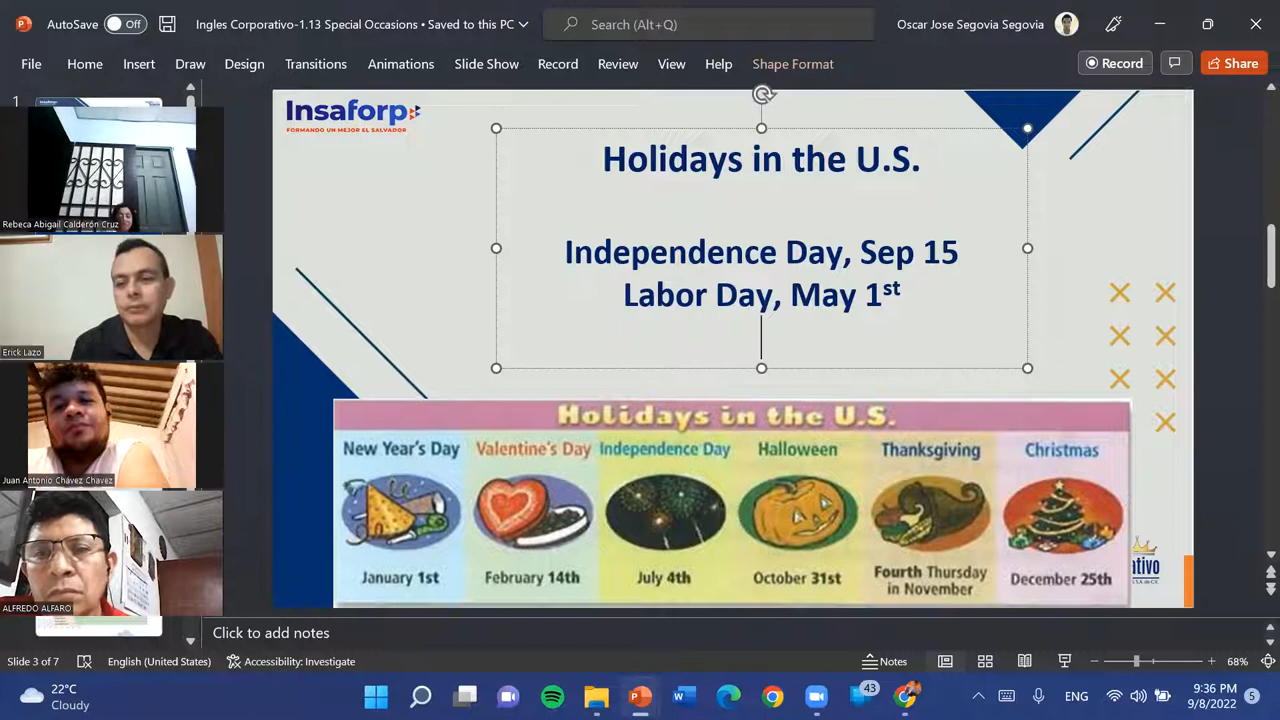 AutoSave Off Ingles Corporativo-1.13 Special Occasions • Saved to this PC Search (Alt+Q) Oscar Jose Segovia Segovia
File Home Insert Draw Design Transitions Animations Slide Show Record Review View Help Shape Format Record Share
1
Insaforp
FORMANDO UN MEJOR EL SALVADOR
Holidays in the U.S.
Independence Day, Sep 15
Labor Day, May 1st
Rebeca Abigail Calderón Cruz
Erick Lazo
Juan Antonio Chávez Chavez
ALFREDO ALFARO
Holidays in the U.S.
New Year's Day Valentine's Day Independence Day Halloween Thanksgiving Christmas
January 1st February 14th July 4th October 31st Fourth Thursday in November December 25th
ativo
Click to add notes
Slide 3 of 7 English (United States) Accessibility: Investigate Notes 68%
22°C
Cloudy
43
ENG
9:36 PM
9/8/2022
5